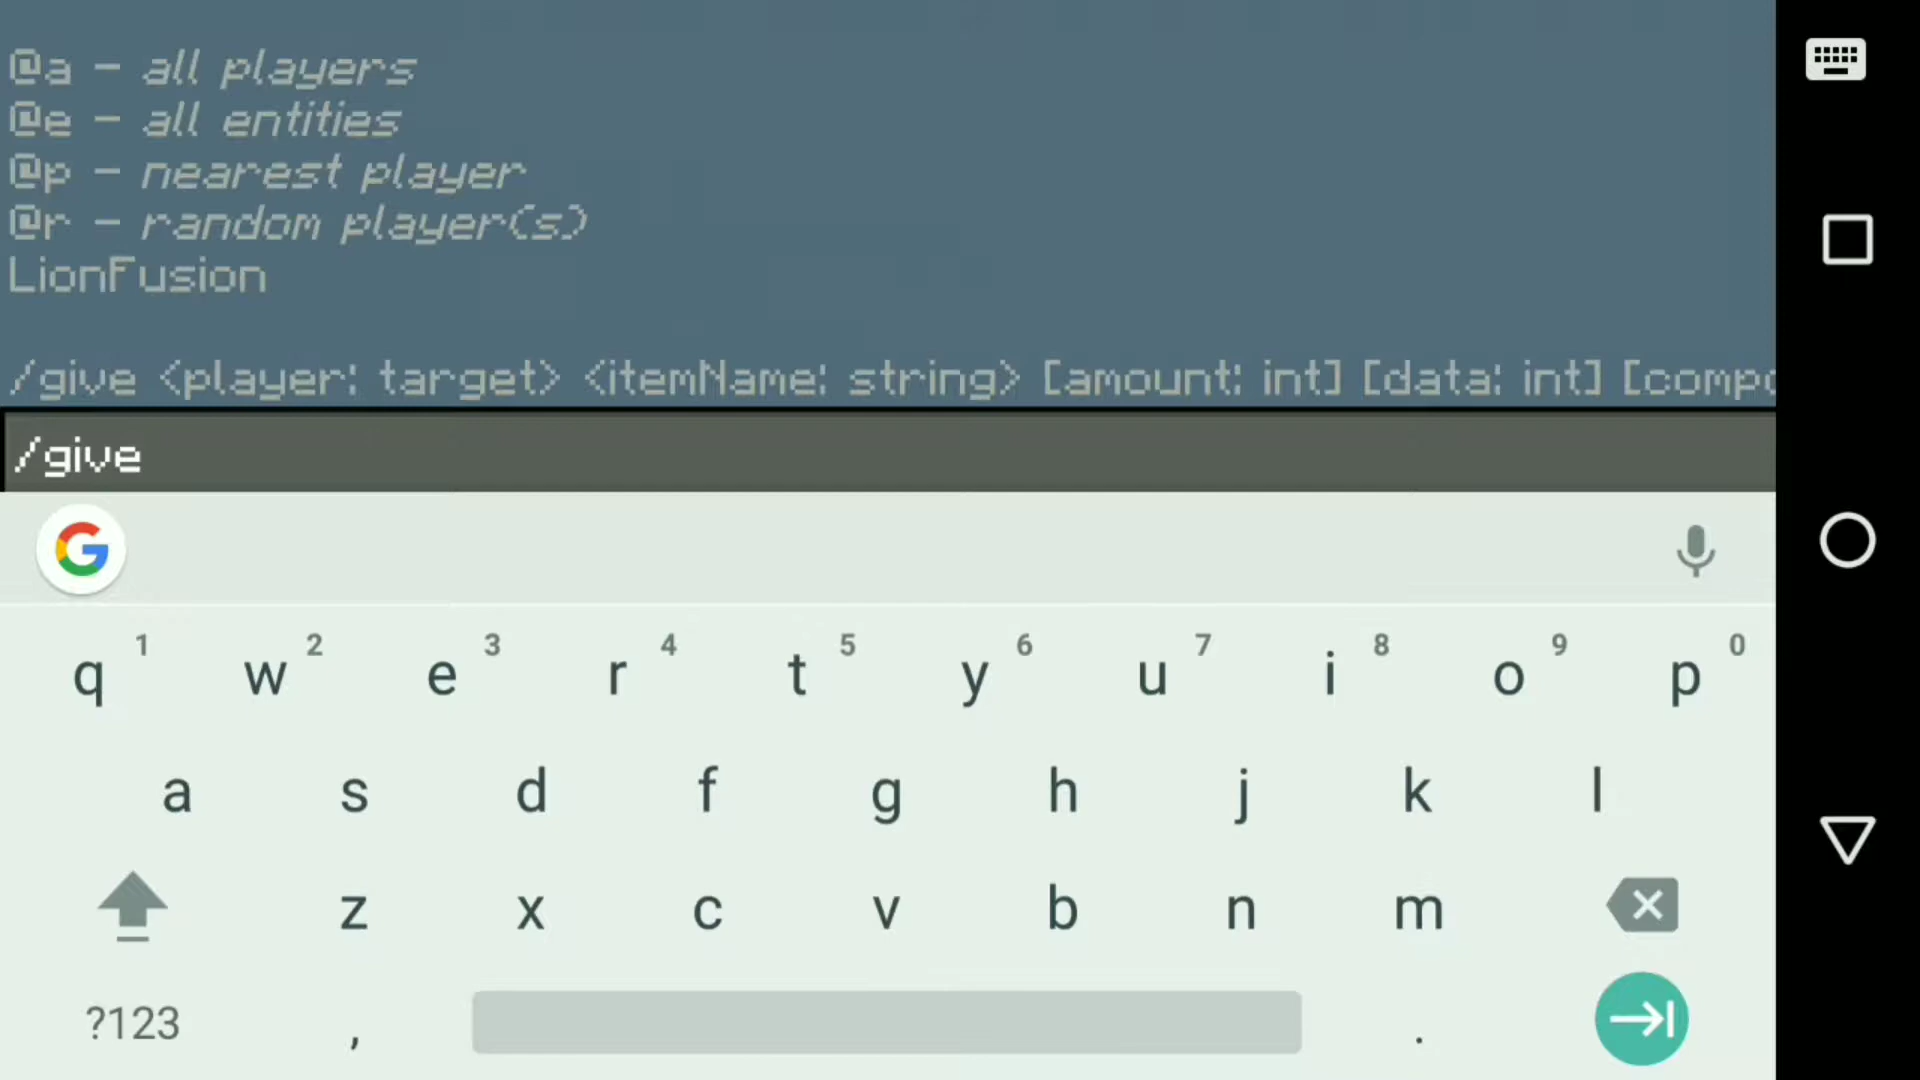 @a - all players
@e - all entities
@p - nearest player
@r - random player(s)
LionFusion
/give <player: target> <itemName: string> [amount: int] [data: int] [compo
/give
G
q 1 w 2 e 3 r 4 t 5 y 6 u 7 i 8 o 9 p 0
a s d f g h j k l
z x c v b n m
?123 , .